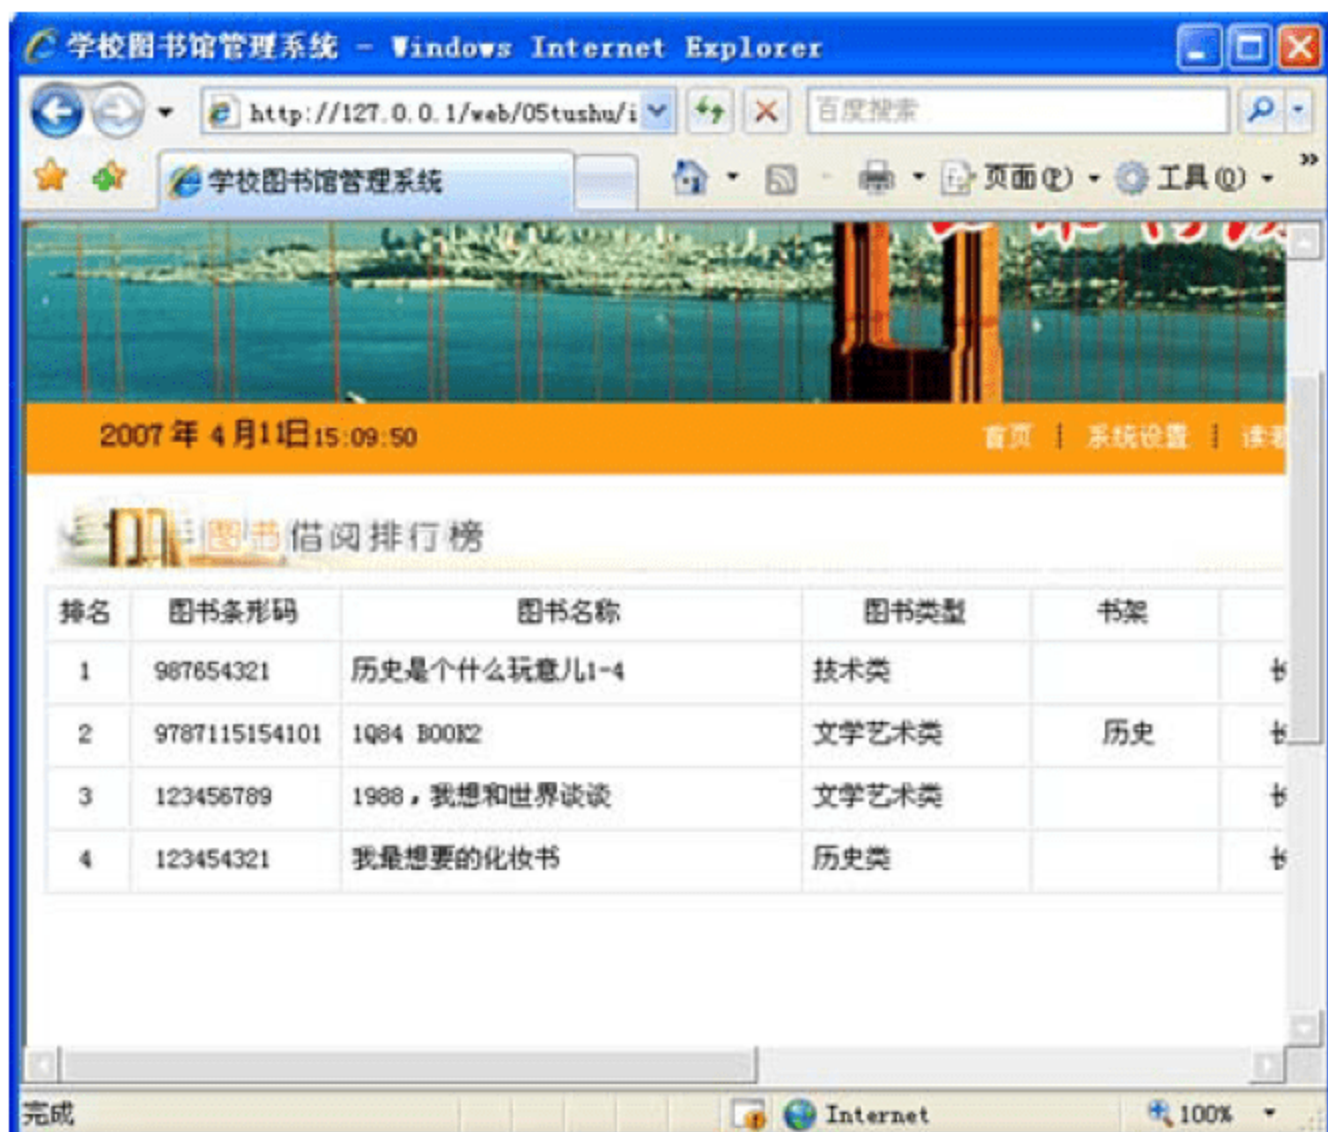 学校图书馆管理系统 - Windows Internet Explorer
http://127.0.0.1/web/05tushu/i
百度搜索
学校图书馆管理系统
页面(P)
工具(O)
2007年 4月11日15:09:50
首页 | 系统设置 | 读者
图书借阅排行榜
排名 图书条形码 图书名称 图书类型 书架
1 987654321 历史是个什么玩意儿1-4 技术类
2 9787115154101 1Q84 BOOK2 文学艺术类 历史
3 123456789 1988,我想和世界谈谈 文学艺术类
4 123454321 我最想要的化妆书 历史类
完成
Internet
100%